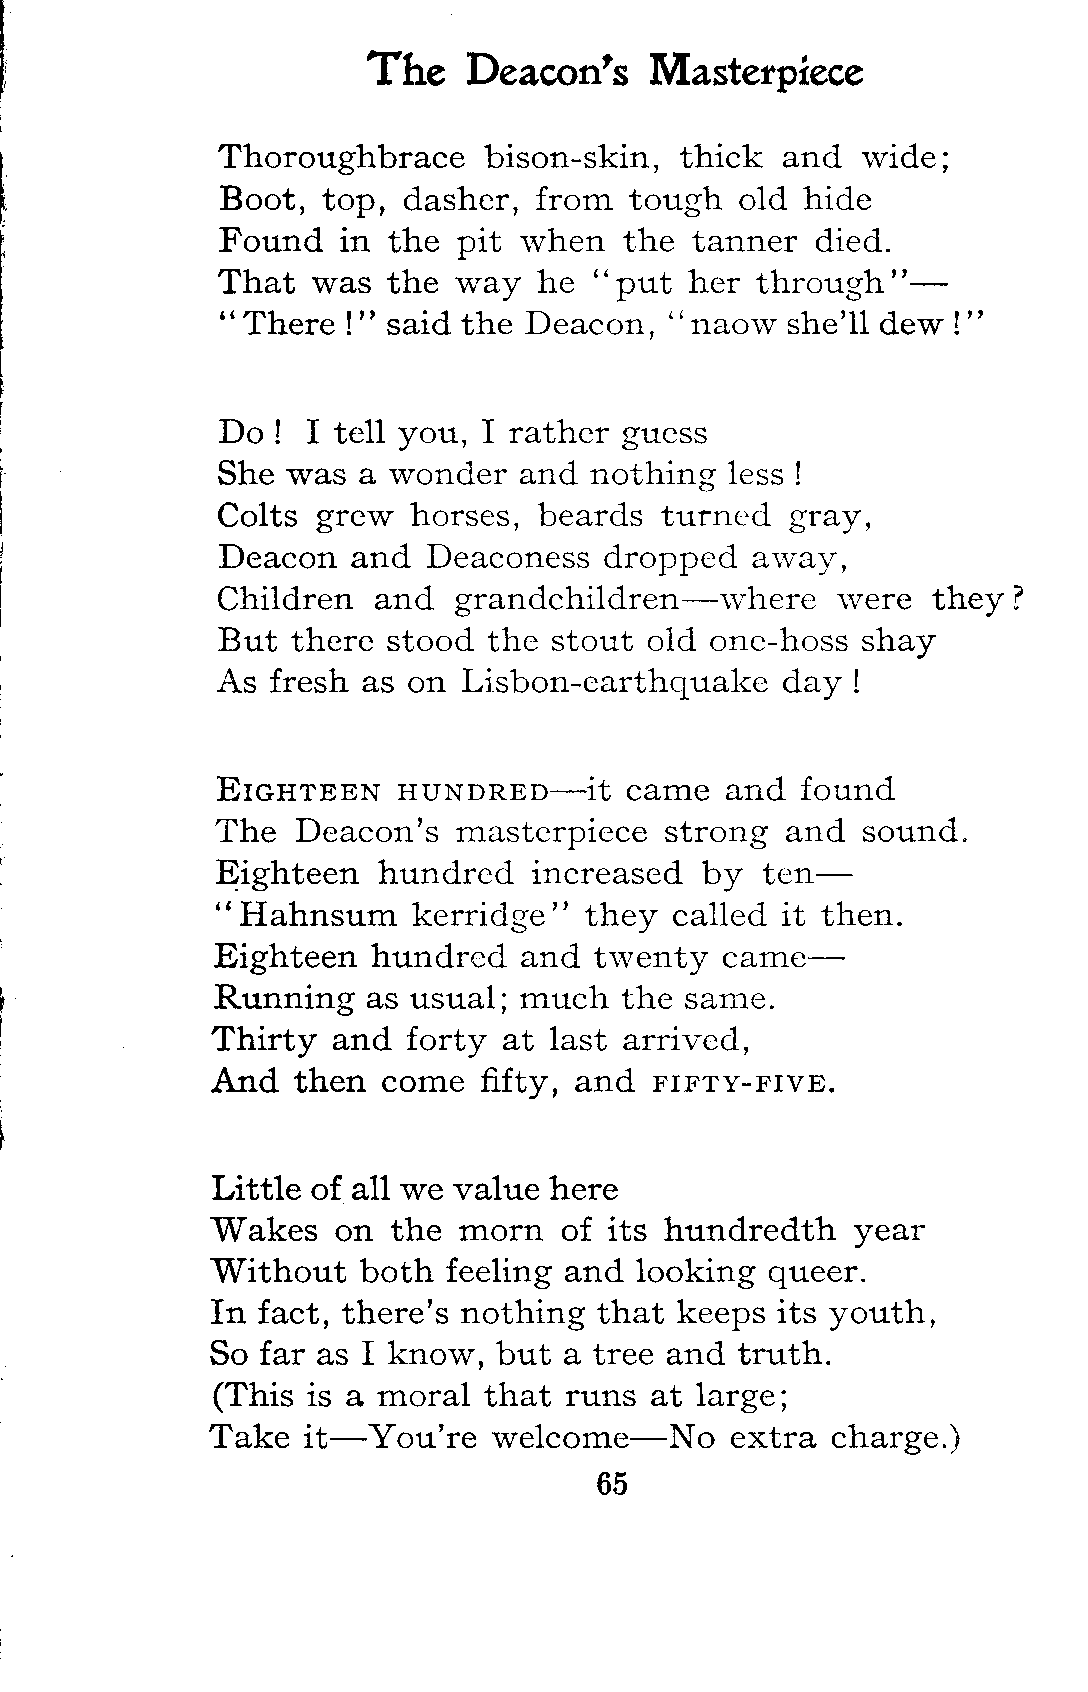 The Deacon's Masterpiece
Thoroughbrace bison-skin, thick and wide;
Boot, top, dasher, from tough old hide
Found in the pit when the tanner died.
That was the way he "put her through"—
"There!" said the Deacon, "naow she'll dew!"
Do! I tell you, I rather guess
She was a wonder and nothing less!
Colts grew horses, beards turned gray,
Deacon and Deaconess dropped away,
Children and grandchildren—where were they?
But there stood the stout old one-hoss shay
As fresh as on Lisbon-earthquake day!
EIGHTEEN HUNDRED—it came and found
The Deacon's masterpiece strong and sound.
Eighteen hundred increased by ten—
"Hahnsum kerridge" they called it then.
Eighteen hundred and twenty came—
Running as usual; much the same.
Thirty and forty at last arrived,
And then come fifty, and FIFTY-FIVE.
Little of all we value here
Wakes on the morn of its hundredth year
Without both feeling and looking queer.
In fact, there's nothing that keeps its youth,
So far as I know, but a tree and truth.
(This is a moral that runs at large;
Take it—You're welcome—No extra charge.)
65